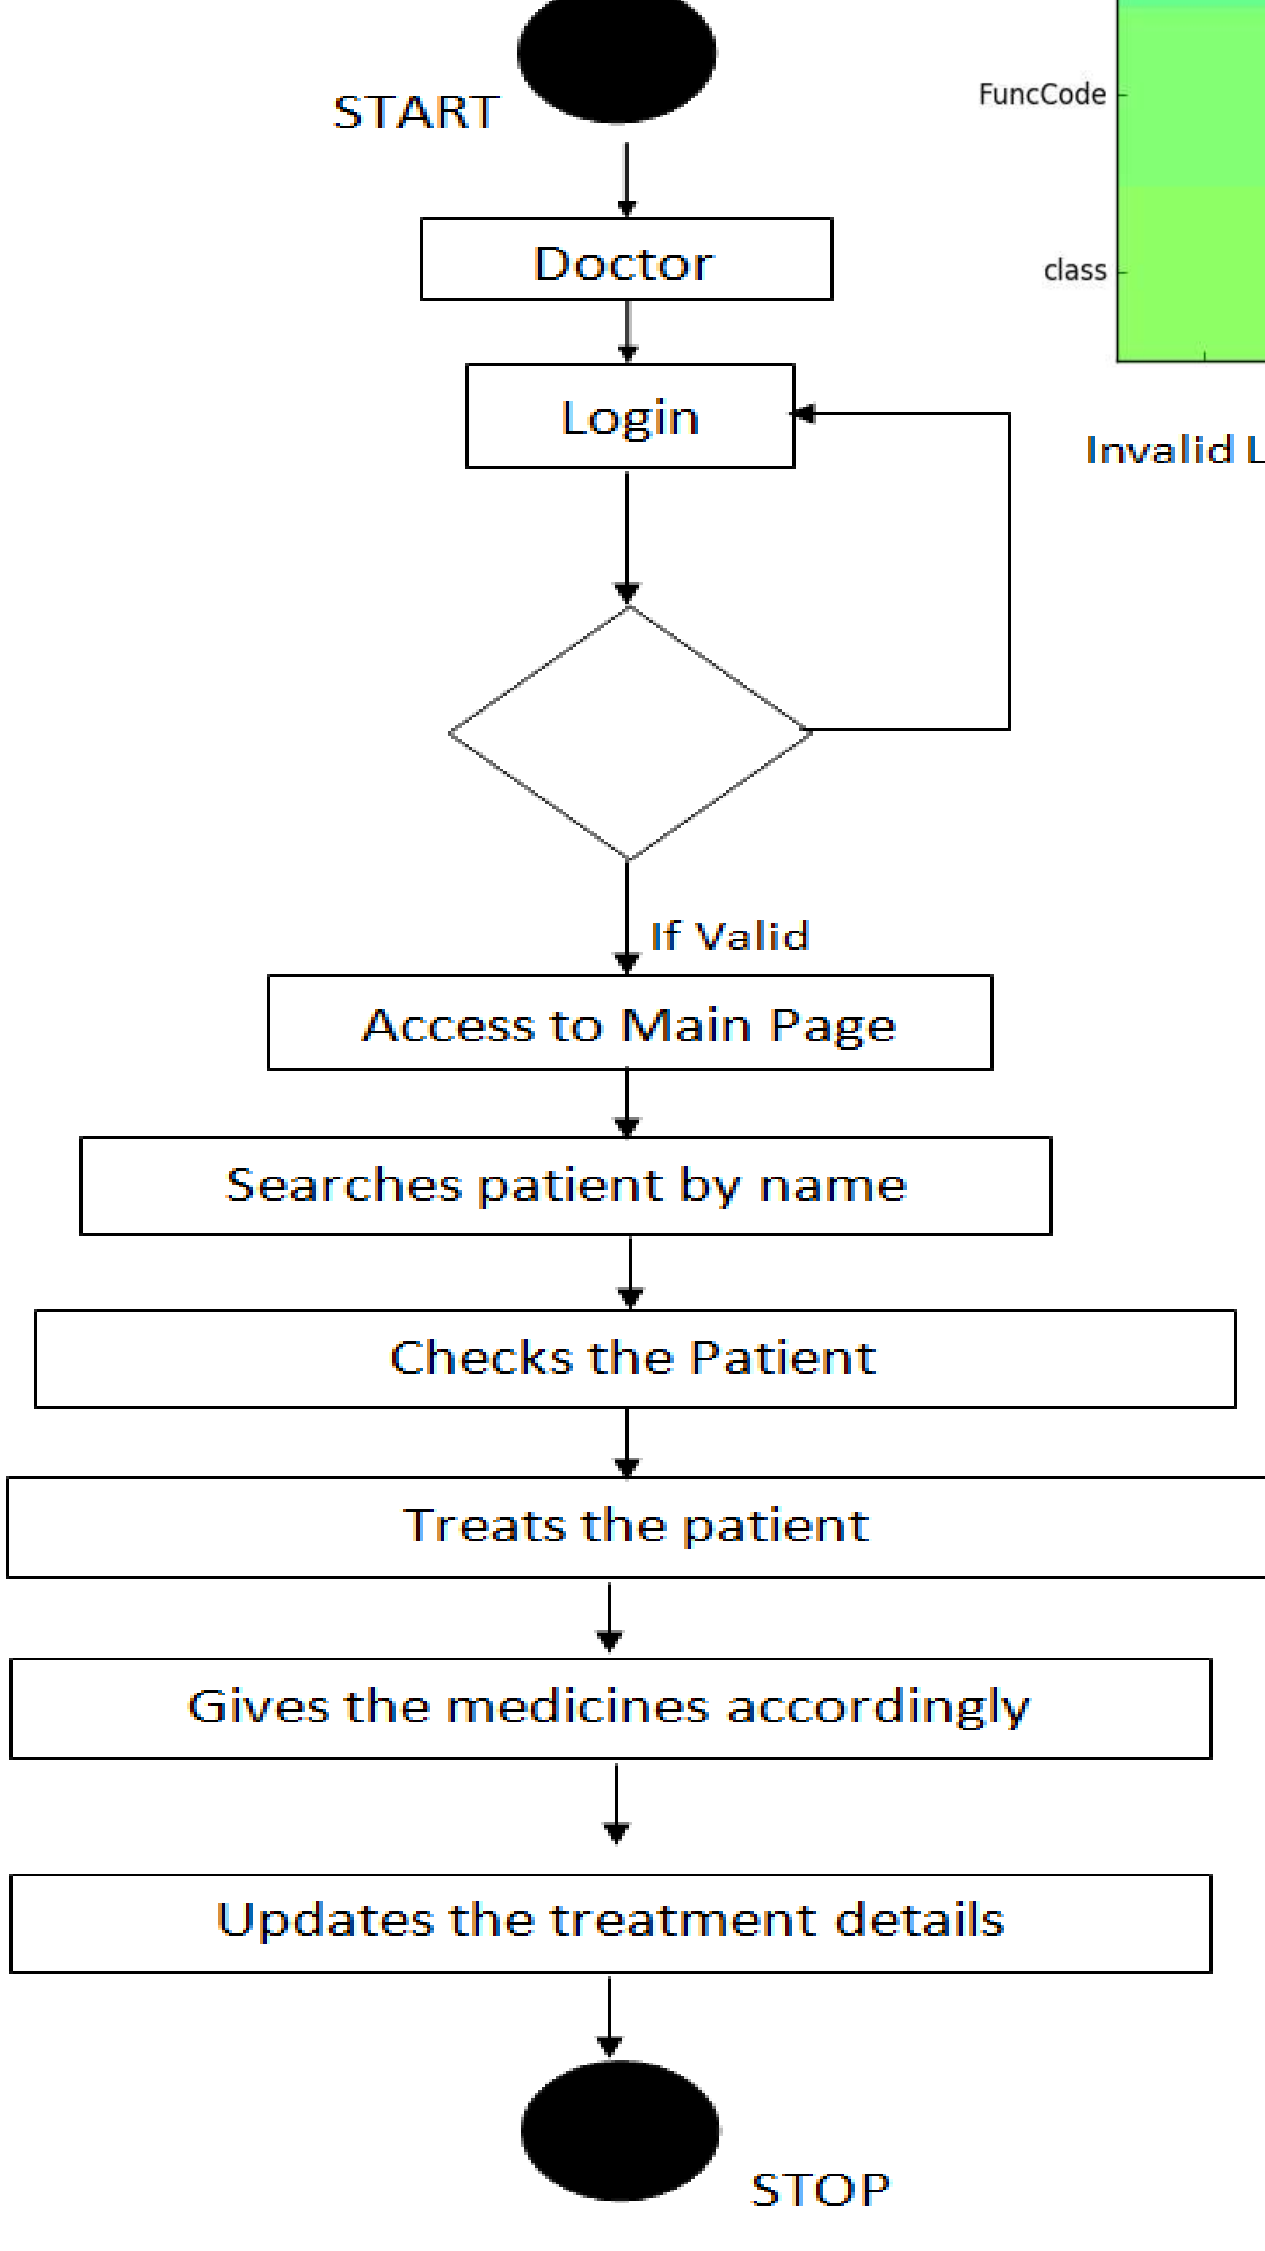 START
FuncCode
Doctor
class
Login
Invalid L
If Valid
Access to Main Page
Searches patient by name
Checks the Patient
Treats the patient
Gives the medicines accordingly
Updates the treatment details
STOP